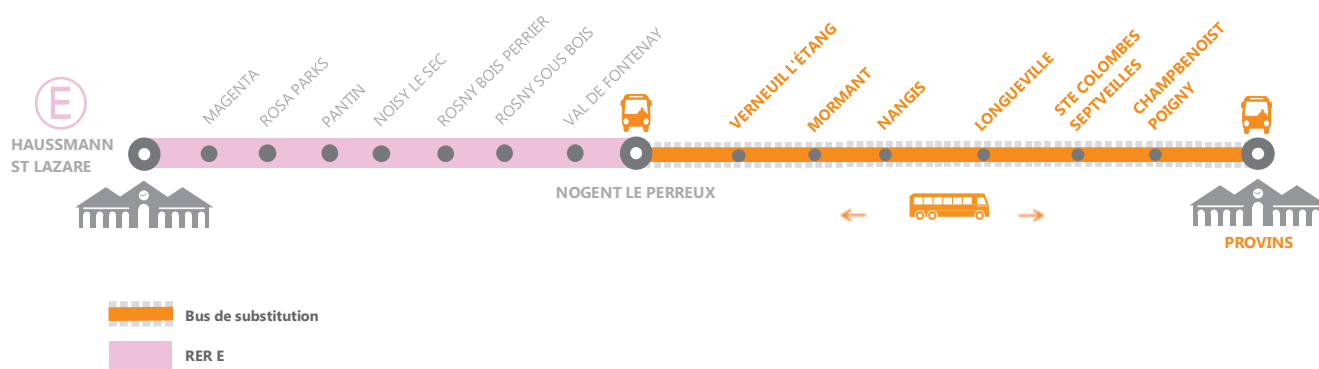 E
HAUSSMANN
ST LAZARE
MAGENTA
ROSA PARKS
PANTIN
NOISY LE SEC
ROSNY BOIS PERRIER
ROSNY SOUS BOIS
VAL DE FONTENAY
NOGENT LE PERREUX
VERNEUIL L'ÉTANG
MORMANT
NANGIS
LONGUEVILLE
STE COLOMBES
SEPTVEILLES
CHAMPBENOIST
POIGNY
PROVINS
Bus de substitution
RER E